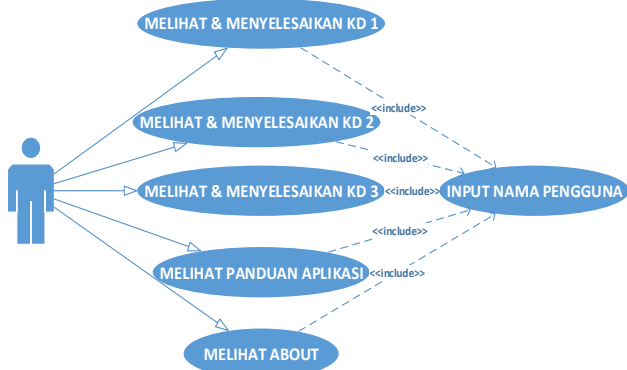 MELIHAT & MENYELESAIKAN KD 1
<<include>>
MELIHAT & MENYELESAIKAN KD 2
<<include>>
MELIHAT & MENYELESAIKAN KD 3
<<include>>
INPUT NAMA PENGGUNA
<<include>>
MELIHAT PANDUAN APLIKASI
<<include>>
MELIHAT ABOUT